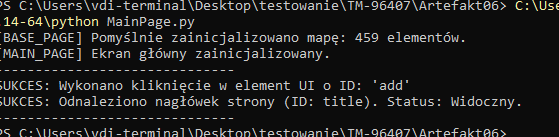 PS C:\Users\vdi-terminal\Desktop\testowanie\TM-96407\Artefakt06> C:\Use
.14-64\python MainPage.py
[BASE_PAGE] Pomyślnie zainicjalizowano mapę: 459 elementów.
[MAIN_PAGE] Ekran główny zainicjalizowany.
------------------------------
SUKCES: Wykonano kliknięcie w element UI o ID: 'add'
SUKCES: Odnaleziono nagłówek strony (ID: title). Status: Widoczny.
------------------------------
PS C:\Users\vdi-terminal\Desktop\testowanie\TM-96407\Artefakt06>